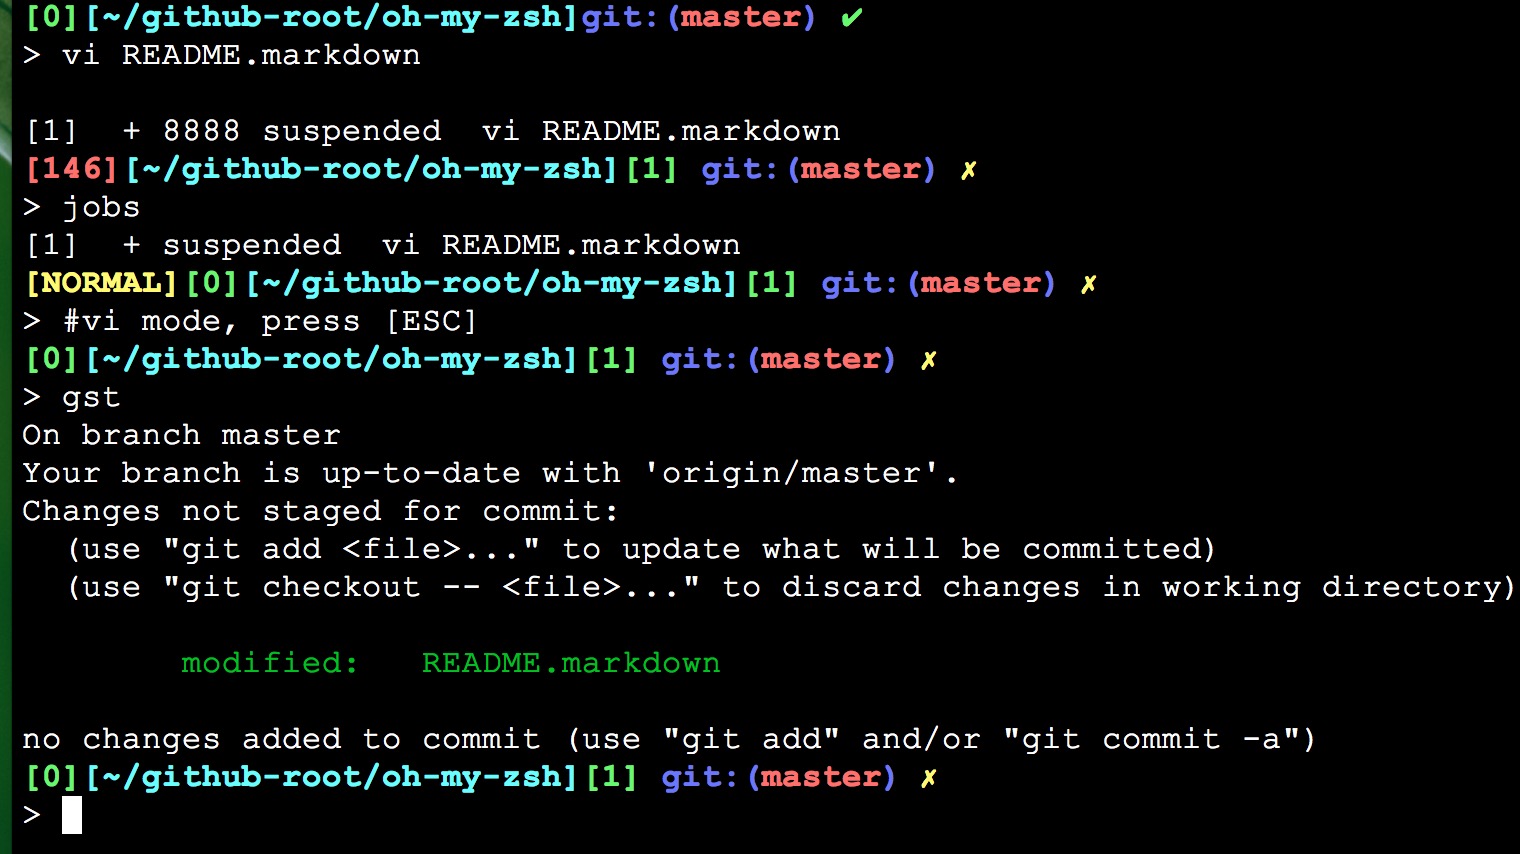 [0][~/github-root/oh-my-zsh]git:(master) ✔
> vi README.markdown
[1]  + 8888 suspended  vi README.markdown
[146][~/github-root/oh-my-zsh][1] git:(master) ✗
> jobs
[1]  + suspended  vi README.markdown
[NORMAL][0][~/github-root/oh-my-zsh][1] git:(master) ✗
> #vi mode, press [ESC]
[0][~/github-root/oh-my-zsh][1] git:(master) ✗
> gst
On branch master
Your branch is up-to-date with 'origin/master'.
Changes not staged for commit:
  (use "git add <file>..." to update what will be committed)
  (use "git checkout -- <file>..." to discard changes in working directory)
        modified:   README.markdown
no changes added to commit (use "git add" and/or "git commit -a")
[0][~/github-root/oh-my-zsh][1] git:(master) ✗
>